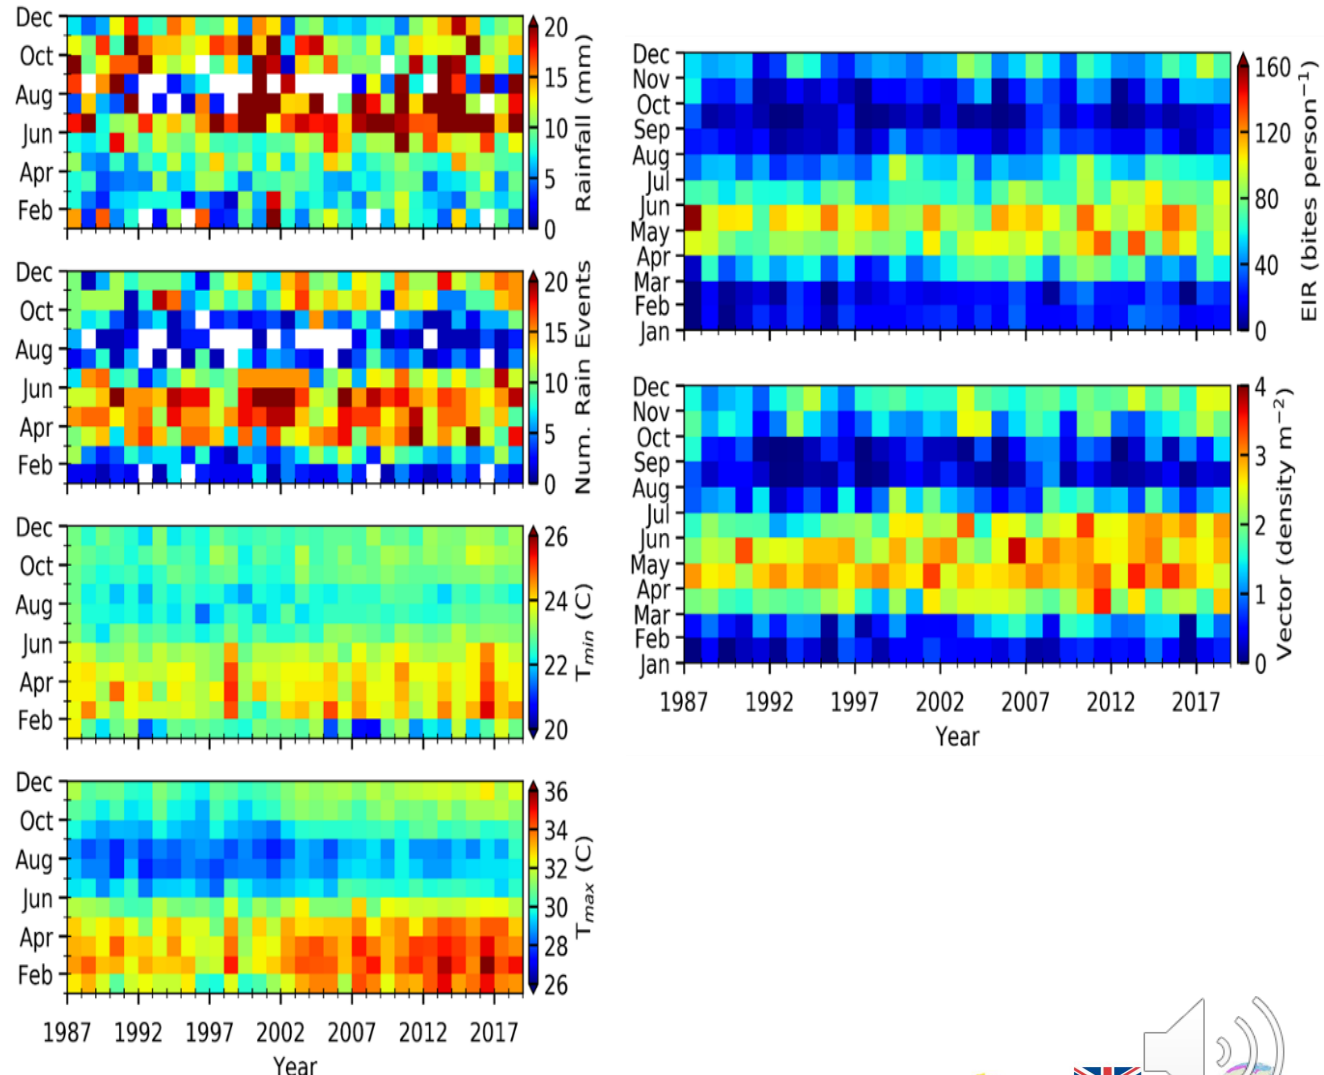 Dec
Oct
Aug
Jun
Apr
Feb
20
15
10
5
0
Rainfall (mm)
Dec
Oct
Aug
Jun
Apr
Feb
20
15
10
5
0
Num. Rain Events
Dec
Oct
Aug
Jun
Apr
Feb
26
24
22
20
Tmin (C)
Dec
Oct
Aug
Jun
Apr
Feb
36
34
32
30
28
26
Tmax (C)
1987 1992 1997 2002 2007 2012 2017
Year
Dec
Nov
Oct
Sep
Aug
Jul
Jun
May
Apr
Mar
Feb
Jan
160
120
80
40
0
EIR (bites person⁻¹)
Dec
Nov
Oct
Sep
Aug
Jul
Jun
May
Apr
Mar
Feb
Jan
4
3
2
1
0
Vector (density m⁻²)
1987 1992 1997 2002 2007 2012 2017
Year